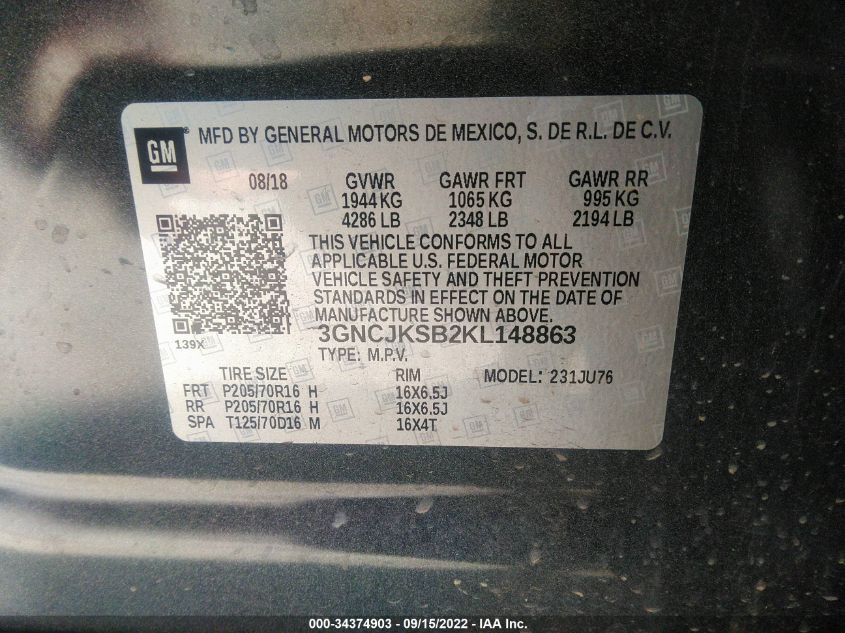 GM
MFD BY GENERAL MOTORS DE MEXICO, S. DE R.L. DE C.V.
08/18 GVWR GAWR FRT GAWR RR
1944 KG 1065 KG 995 KG
4286 LB 2348 LB 2194 LB
THIS VEHICLE CONFORMS TO ALL
APPLICABLE U.S. FEDERAL MOTOR
VEHICLE SAFETY AND THEFT PREVENTION
STANDARDS IN EFFECT ON THE DATE OF
MANUFACTURE SHOWN ABOVE.
139X 3GNCJKSB2KL148863
TYPE: M.P.V.
TIRE SIZE RIM MODEL: 231JU76
FRT P205/70R16 H 16X6.5J
RR P205/70R16 H 16X6.5J
SPA T125/70D16 M 16X4T
000 - 34374903 - 09/15/2022 - IAA Inc.